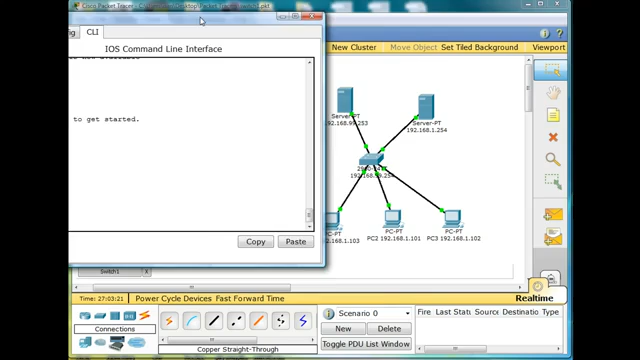 Cisco Packet Tracer
CLI
IOS Command Line Interface
to get started.
Copy
Paste
New Cluster
Move Object
Set Tiled Background
Viewport
Server-PT
192.168.99.253
Server-PT
192.168.1.254
PC-PT
PC-PT
PC2 192.168.1.101
PC-PT
PC3 192.168.1.102
Switch1
X
Time: 27:03:21
Power Cycle Devices
Fast Forward Time
Realtime
Connections
Copper Straight-Through
Scenario 0
New
Delete
Toggle PDU List Window
Fire
Last Stat
Source
Destinatio
Type